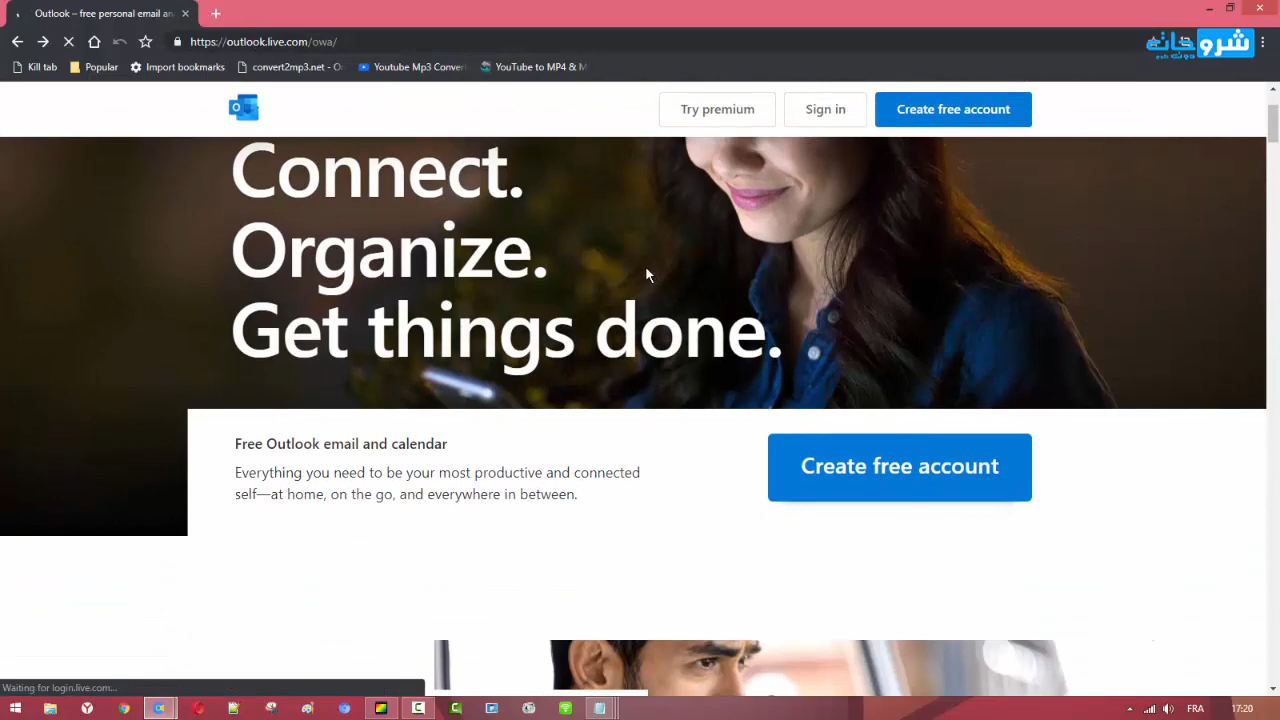 Outlook – free personal email an
https://outlook.live.com/owa/
شروحاته
Kill tab
Popular
Import bookmarks
convert2mp3.net - O
Youtube Mp3 Conver
YouTube to MP4 & M
Try premium
Sign in
Create free account
Connect.
Organize.
Get things done.
Free Outlook email and calendar
Everything you need to be your most productive and connected
self—at home, on the go, and everywhere in between.
Create free account
Waiting for login.live.com...
FRA
17:20